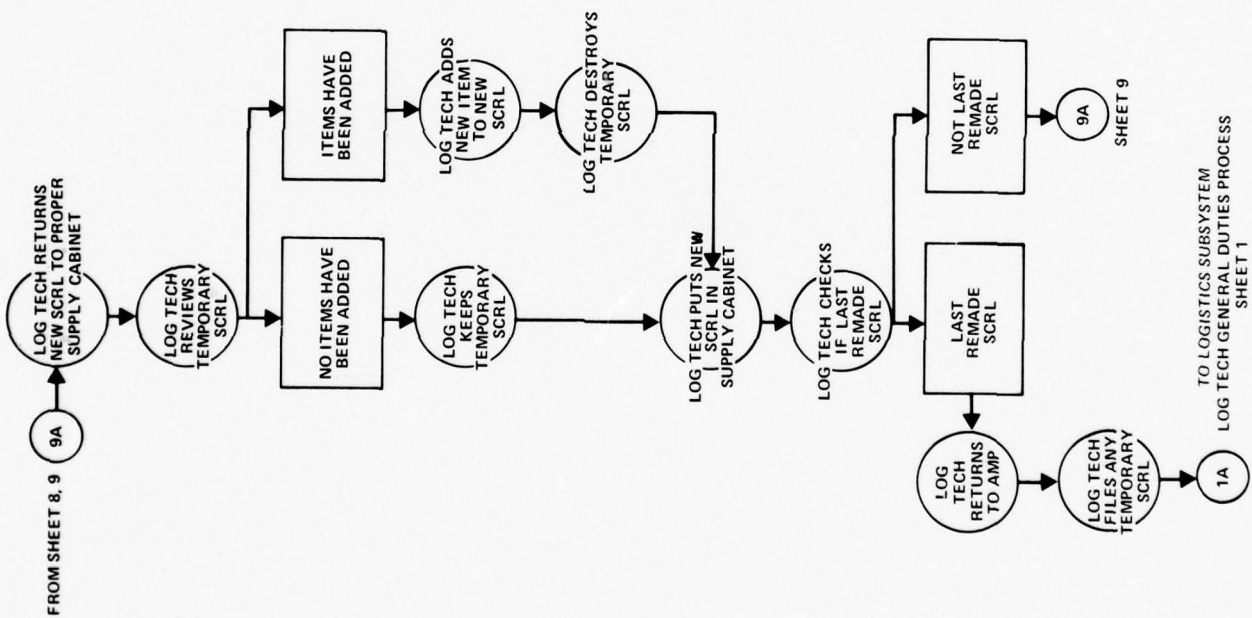 FROM SHEET 8, 9
9A
LOG TECH RETURNS
NEW SCRL TO PROPER
SUPPLY CABINET
LOG TECH
REVIEWS
TEMPORARY
SCRL
NO ITEMS HAVE
BEEN ADDED
ITEMS HAVE
BEEN ADDED
LOG TECH
KEEPS
TEMPORARY
SCRL
LOG TECH ADDS
NEW ITEM
TO NEW
SCRL
LOG TECH DESTROYS
TEMPORARY
SCRL
LOG TECH PUTS NEW
SCRL IN
SUPPLY CABINET
LOG TECH CHECKS
IF LAST
REMADE
SCRL
LAST
REMADE
SCRL
NOT LAST
REMADE
SCRL
9A
SHEET 9
LOG
TECH
RETURNS
TO AMP
LOG TECH
FILES ANY
TEMPORARY
SCRL
1A
TO LOGISTICS SUBSYSTEM
LOG TECH GENERAL DUTIES PROCESS
SHEET 1